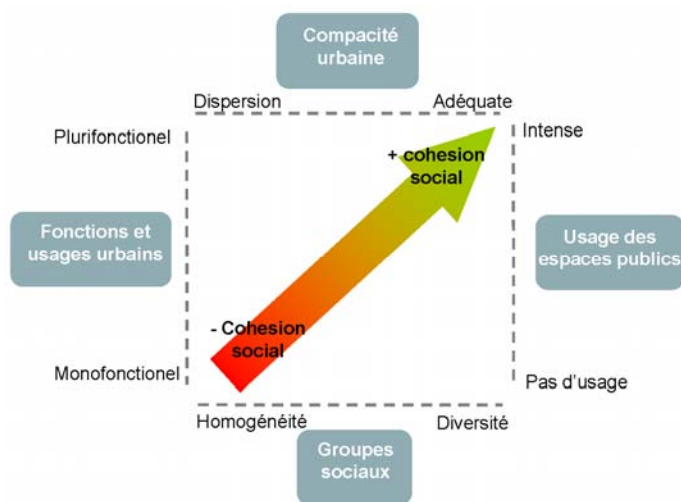 Compacité
urbaine
Dispersion
Adéquate
Plurifonctionel
Intense
+ cohesion
social
Fonctions et
usages urbains
Usage des
espaces publics
- Cohesion
social
Monofonctionel
Pas d'usage
Homogénéité
Diversité
Groupes
sociaux